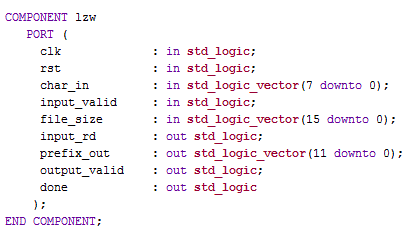 COMPONENT lzw
PORT (
clk : in std_logic;
rst : in std_logic;
char_in : in std_logic_vector(7 downto 0);
input_valid : in std_logic;
file_size : in std_logic_vector(15 downto 0);
input_rd : out std_logic;
prefix_out : out std_logic_vector(11 downto 0);
output_valid : out std_logic;
done : out std_logic
);
END COMPONENT;